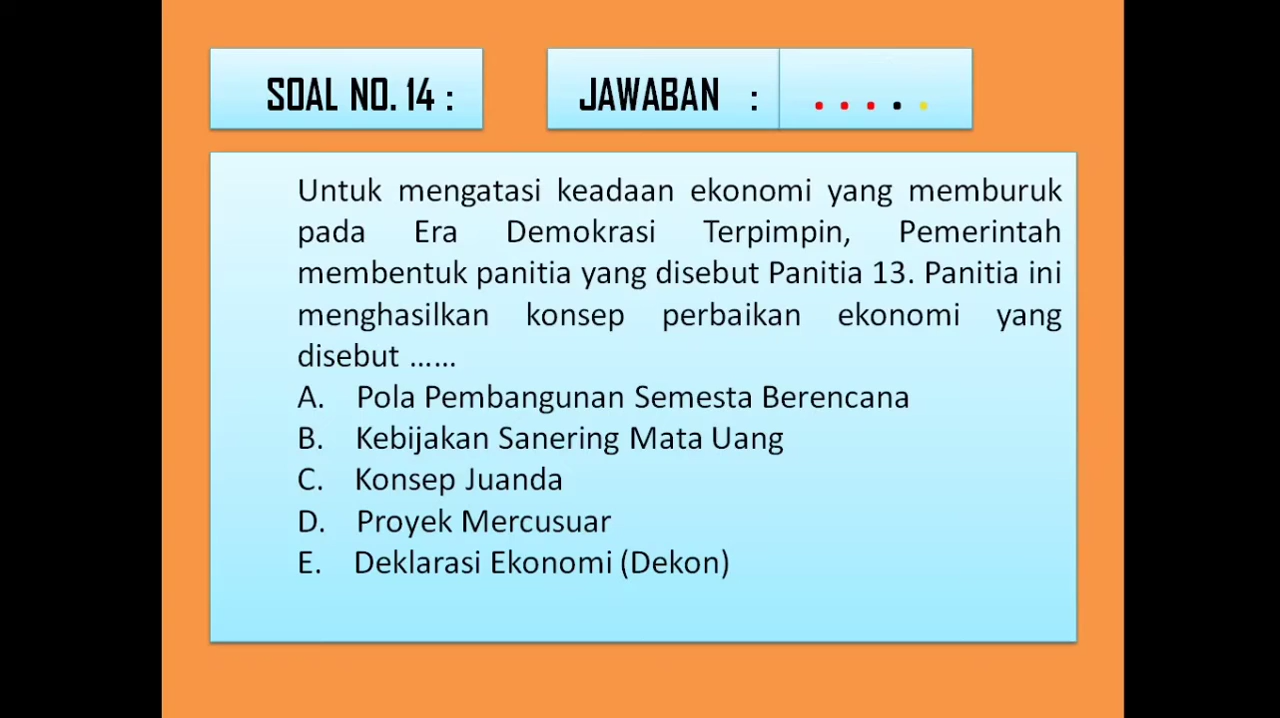 SOAL NO. 14 :
JAWABAN : .....
Untuk mengatasi keadaan ekonomi yang memburuk
pada Era Demokrasi Terpimpin, Pemerintah
membentuk panitia yang disebut Panitia 13. Panitia ini
menghasilkan konsep perbaikan ekonomi yang
disebut ......
A. Pola Pembangunan Semesta Berencana
B. Kebijakan Sanering Mata Uang
C. Konsep Juanda
D. Proyek Mercusuar
E. Deklarasi Ekonomi (Dekon)